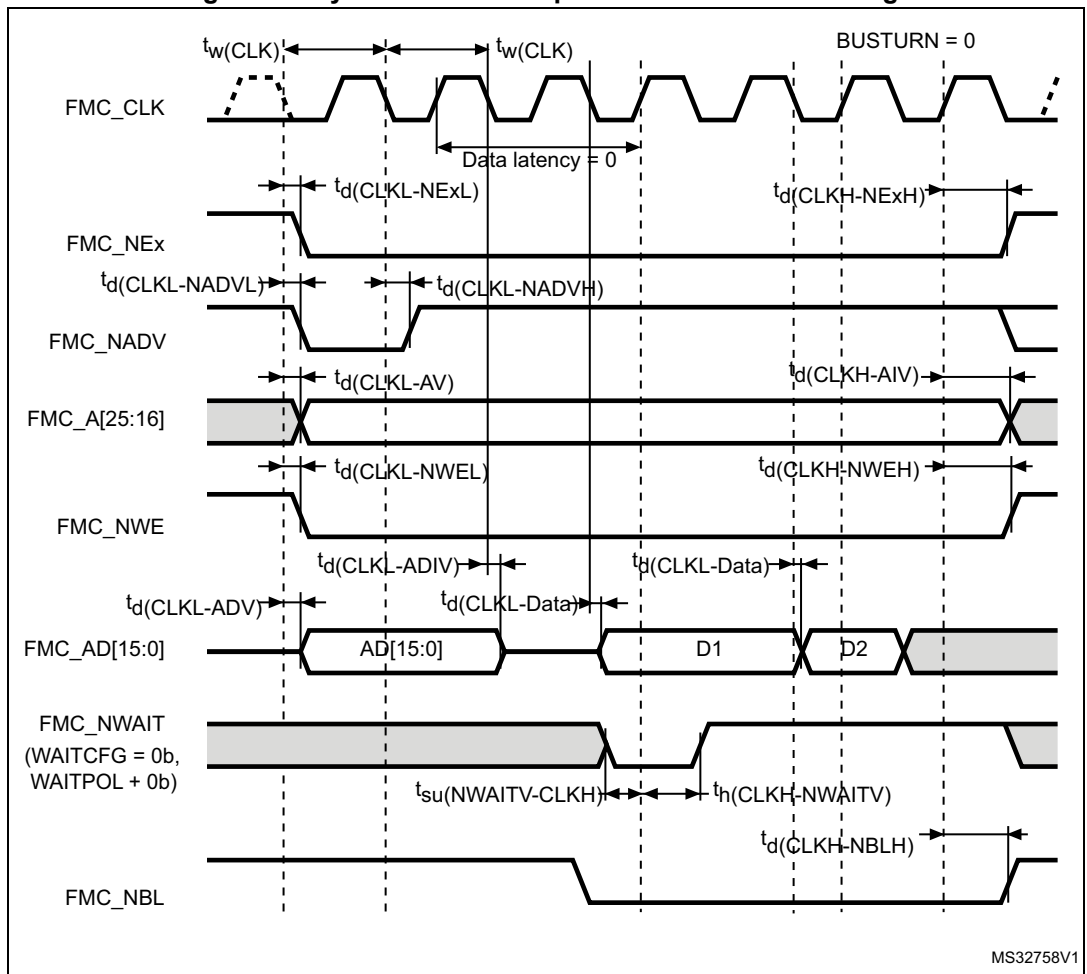 tw(CLK) tw(CLK) BUSTURN = 0
FMC_CLK
Data latency = 0
td(CLKL-NExL) td(CLKH-NExH)
FMC_NEx
td(CLKL-NADVL) td(CLKL-NADVH)
FMC_NADV
td(CLKL-AV) td(CLKH-AIV)
FMC_A[25:16]
td(CLKL-NWEL) td(CLKH-NWEH)
FMC_NWE
td(CLKL-ADIV) td(CLKL-Data)
td(CLKL-ADV) td(CLKL-Data)
FMC_AD[15:0] AD[15:0] D1 D2
FMC_NWAIT
(WAITCFG = 0b,
WAITPOL + 0b)
tsu(NWAITV-CLKH) th(CLKH-NWAITV)
td(CLKH-NBLH)
FMC_NBL
MS32758V1